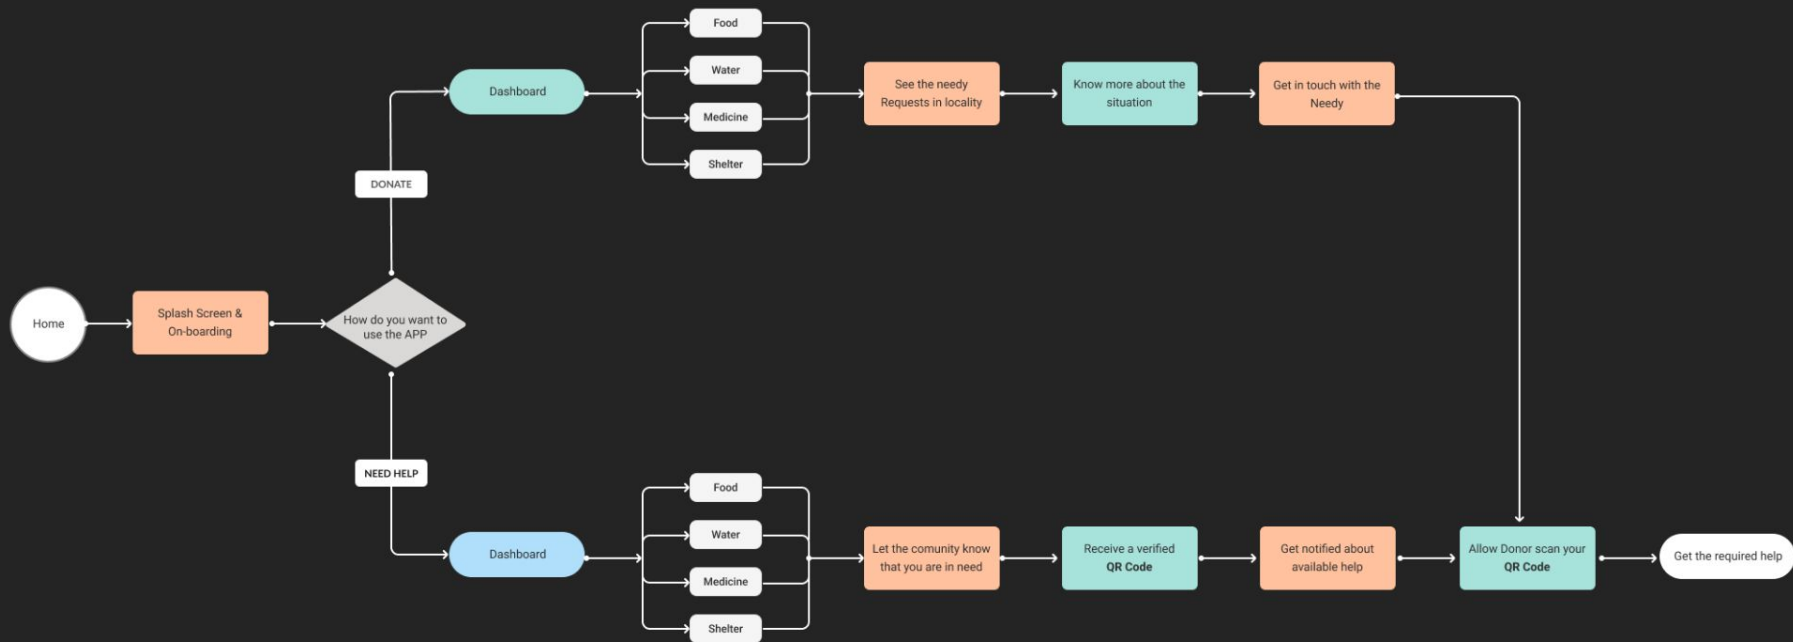 Home
Splash Screen &
On-boarding
How do you want to
use the APP
DONATE
Dashboard
Food
Water
Medicine
Shelter
See the needy
Requests in locality
Know more about the
situation
Get in touch with the
Needy
NEED HELP
Dashboard
Food
Water
Medicine
Shelter
Let the comunity know
that you are in need
Receive a verified
QR Code
Get notified about
available help
Allow Donor scan your
QR Code
Get the required help